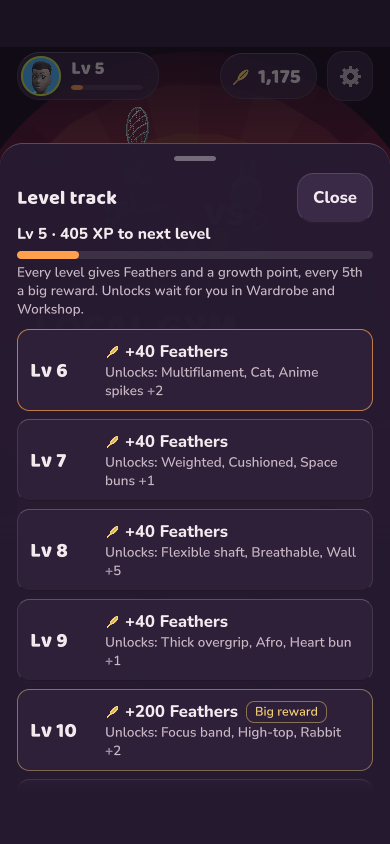 Lv 5
1,175
Level track
Close
Lv 5 · 405 XP to next level
Every level gives Feathers and a growth point, every 5th
a big reward. Unlocks wait for you in Wardrobe and
Workshop.
Lv 6
+40 Feathers
Unlocks: Multifilament, Cat, Anime
spikes +2
Lv 7
+40 Feathers
Unlocks: Weighted, Cushioned, Space
buns +1
Lv 8
+40 Feathers
Unlocks: Flexible shaft, Breathable, Wall
+5
Lv 9
+40 Feathers
Unlocks: Thick overgrip, Afro, Heart bun
+1
Lv 10
+200 Feathers Big reward
Unlocks: Focus band, High-top, Rabbit
+2